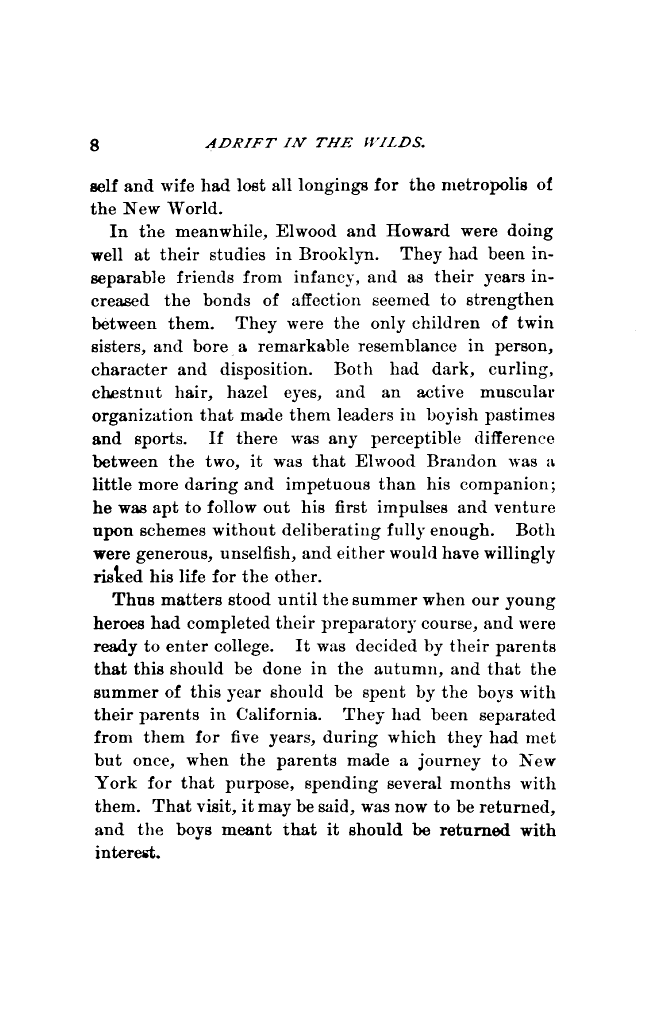 8 ADRIFT IN THE WILDS.
self and wife had lost all longings for the metropolis of
the New World.
In the meanwhile, Elwood and Howard were doing
well at their studies in Brooklyn. They had been in-
separable friends from infancy, and as their years in-
creased the bonds of affection seemed to strengthen
between them. They were the only children of twin
sisters, and bore a remarkable resemblance in person,
character and disposition. Both had dark, curling,
chestnut hair, hazel eyes, and an active muscular
organization that made them leaders in boyish pastimes
and sports. If there was any perceptible difference
between the two, it was that Elwood Brandon was a
little more daring and impetuous than his companion;
he was apt to follow out his first impulses and venture
upon schemes without deliberating fully enough. Both
were generous, unselfish, and either would have willingly
risked his life for the other.
Thus matters stood until the summer when our young
heroes had completed their preparatory course, and were
ready to enter college. It was decided by their parents
that this should be done in the autumn, and that the
summer of this year should be spent by the boys with
their parents in California. They had been separated
from them for five years, during which they had met
but once, when the parents made a journey to New
York for that purpose, spending several months with
them. That visit, it may be said, was now to be returned,
and the boys meant that it should be returned with
interest.